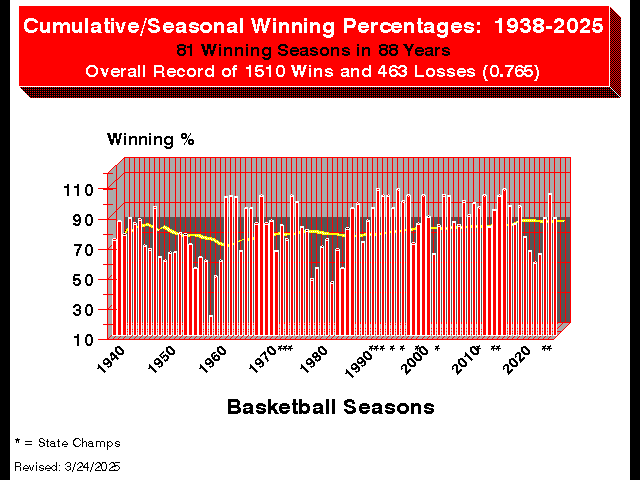 Cumulative/Seasonal Winning Percentages: 1938-2025
81 Winning Seasons in 88 Years
Overall Record of 1510 Wins and 463 Losses (0.765)
Winning %
110
90
70
50
30
10
1940 1950 1960 1970*** 1980 1990*** * * ** 2000 * 2010* ** 2020 **
Basketball Seasons
* = State Champs
Revised: 3/24/2025